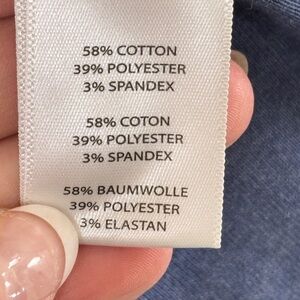 58% COTTON
39% POLYESTER
3% SPANDEX
58% COTON
39% POLYESTER
3% SPANDEX
58% BAUMWOLLE
39% POLYESTER
3% ELASTAN